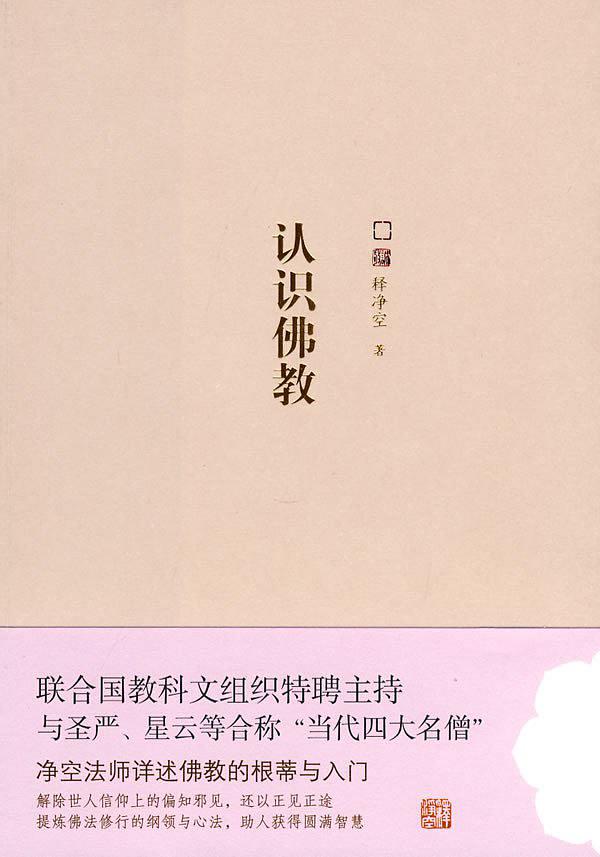 认识佛教
释净空 著
联合国教科文组织特聘主持
与圣严、星云等合称“当代四大名僧”
净空法师详述佛教的根蒂与入门
解除世人信仰上的偏知邪见，还以正见正途
提炼佛法修行的纲领与心法，助人获得圆满智慧